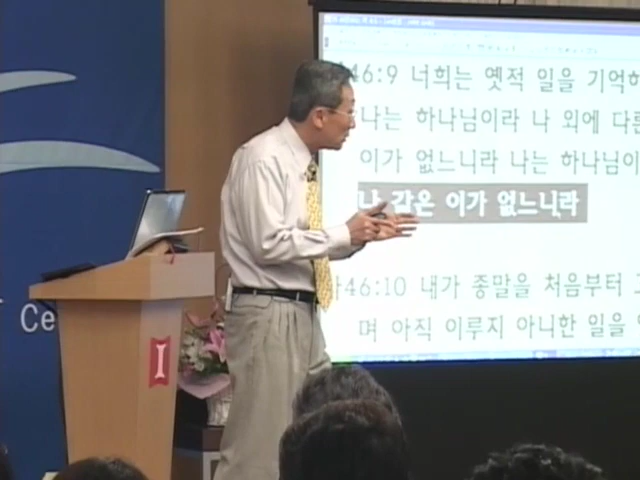 46:9 너희는 옛적 일을 기억하
나는 하나님이라 나 외에 다른
이가 없느니라 나는 하나님이
나 같은 이가 없느니라
46:10 내가 종말을 처음부터
며 아직 이루지 아니한 일을
Ce
I